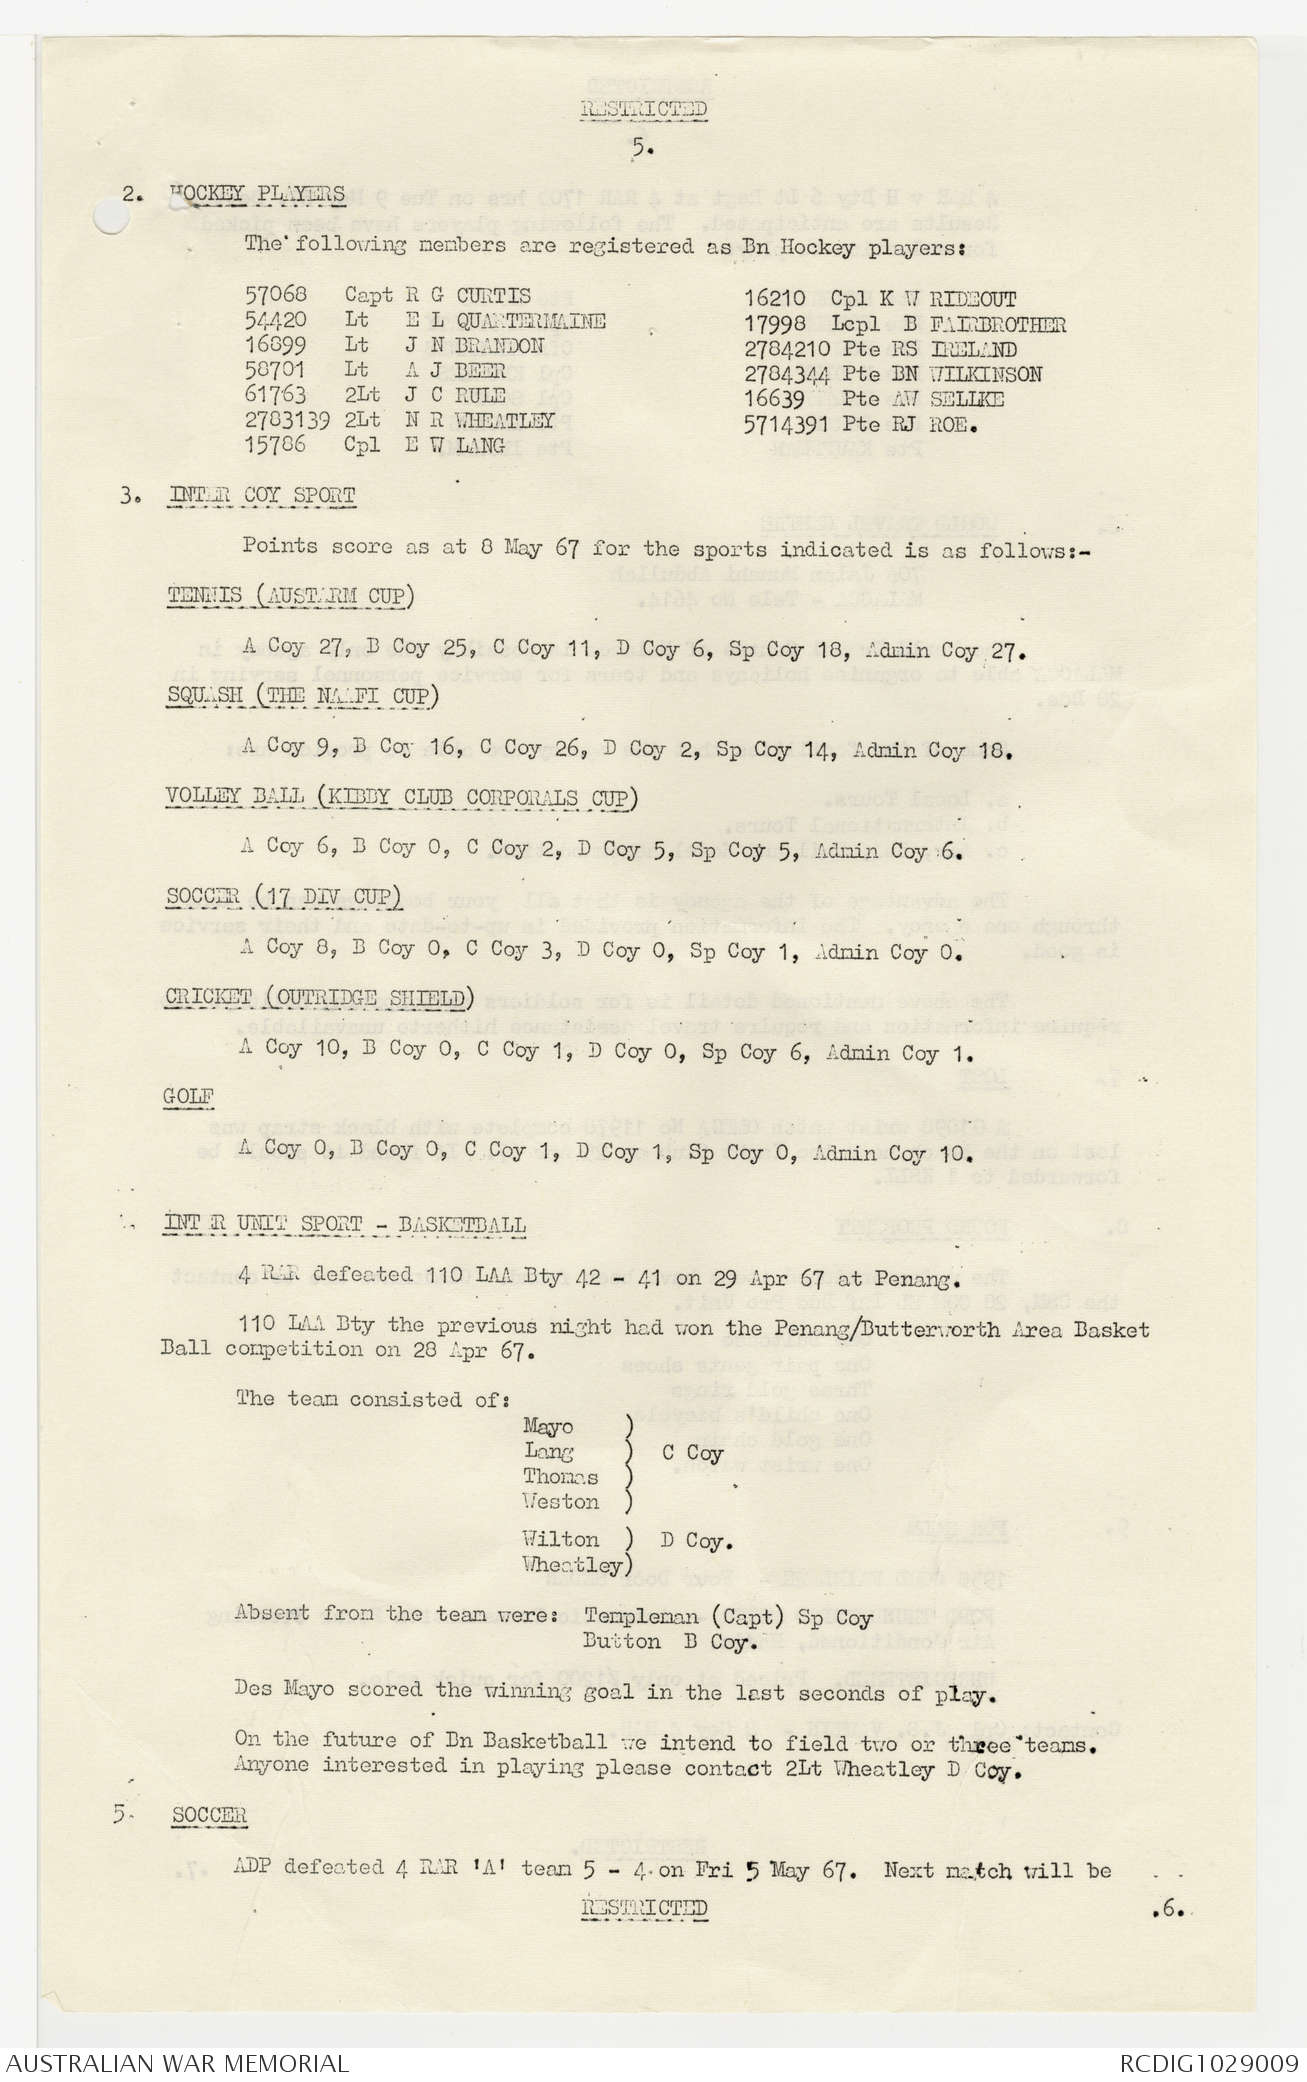 RESTRICTED
5.
2. HOCKEY PLAYERS
The following members are registered as Bn Hockey players:
57068 Capt R G CURTIS
54420 Lt E L QUARTERMAINE
16899 Lt J N BRANDON
58701 Lt A J BEER
61763 2Lt J C RULE
2783139 2Lt N R WHEATLEY
15786 Cpl E W LANG
16210 Cpl K W RIDEOUT
17998 Lcpl B FAIRBROTHER
2784210 Pte RS IRELAND
2784344 Pte BN WILKINSON
16639 Pte AW SELLKE
5714391 Pte RJ ROE.
3. INTER COY SPORT
Points score as at 8 May 67 for the sports indicated is as follows:-
TENNIS (AUSTARM CUP)
A Coy 27, B Coy 25, C Coy 11, D Coy 6, Sp Coy 18, Admin Coy 27.
SQUASH (THE NAAFI CUP)
A Coy 9, B Coy 16, C Coy 26, D Coy 2, Sp Coy 14, Admin Coy 18.
VOLLEY BALL (KIBBY CLUB CORPORALS CUP)
A Coy 6, B Coy 0, C Coy 2, D Coy 5, Sp Coy 5, Admin Coy 6.
SOCCER (17 DIV CUP)
A Coy 8, B Coy 0, C Coy 3, D Coy 0, Sp Coy 1, Admin Coy 0.
CRICKET (OUTRIDGE SHIELD)
A Coy 10, B Coy 0, C Coy 1, D Coy 0, Sp Coy 6, Admin Coy 1.
GOLF
A Coy 0, B Coy 0, C Coy 1, D Coy 1, Sp Coy 0, Admin Coy 10.
INTER UNIT SPORT - BASKETBALL
4 RAR defeated 110 LAA Bty 42 - 41 on 29 Apr 67 at Penang.
110 LAA Bty the previous night had won the Penang/Butterworth Area Basket
Ball competition on 28 Apr 67.
The team consisted of:
Mayo )
Lang ) C Coy
Thomas )
Weston )
Wilton ) D Coy.
Wheatley)
Absent from the team were: Templeman (Capt) Sp Coy
Button B Coy.
Des Mayo scored the winning goal in the last seconds of play.
On the future of Bn Basketball we intend to field two or three teams.
Anyone interested in playing please contact 2Lt Wheatley D Coy.
5. SOCCER
ADP defeated 4 RAR 'A' team 5 - 4 on Fri 5 May 67. Next match will be
RESTRICTED
.6.
AUSTRALIAN WAR MEMORIAL
RCDIG1029009